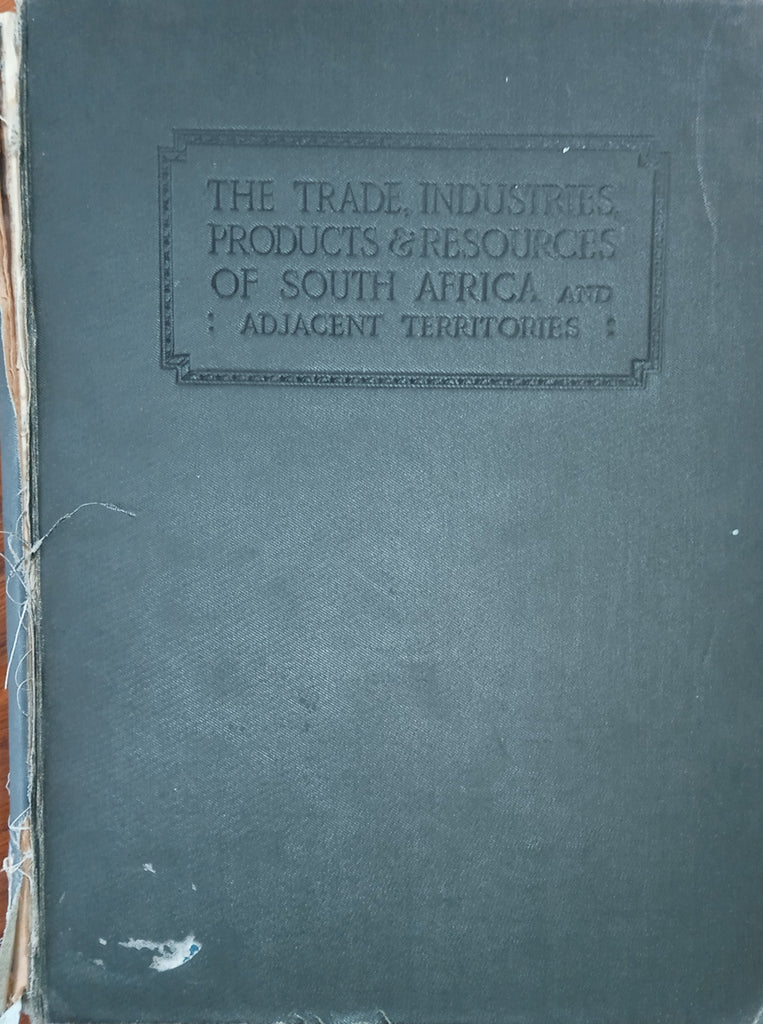 THE TRADE, INDUSTRIES,
PRODUCTS & RESOURCES
OF SOUTH AFRICA AND
: ADJACENT TERRITORIES :